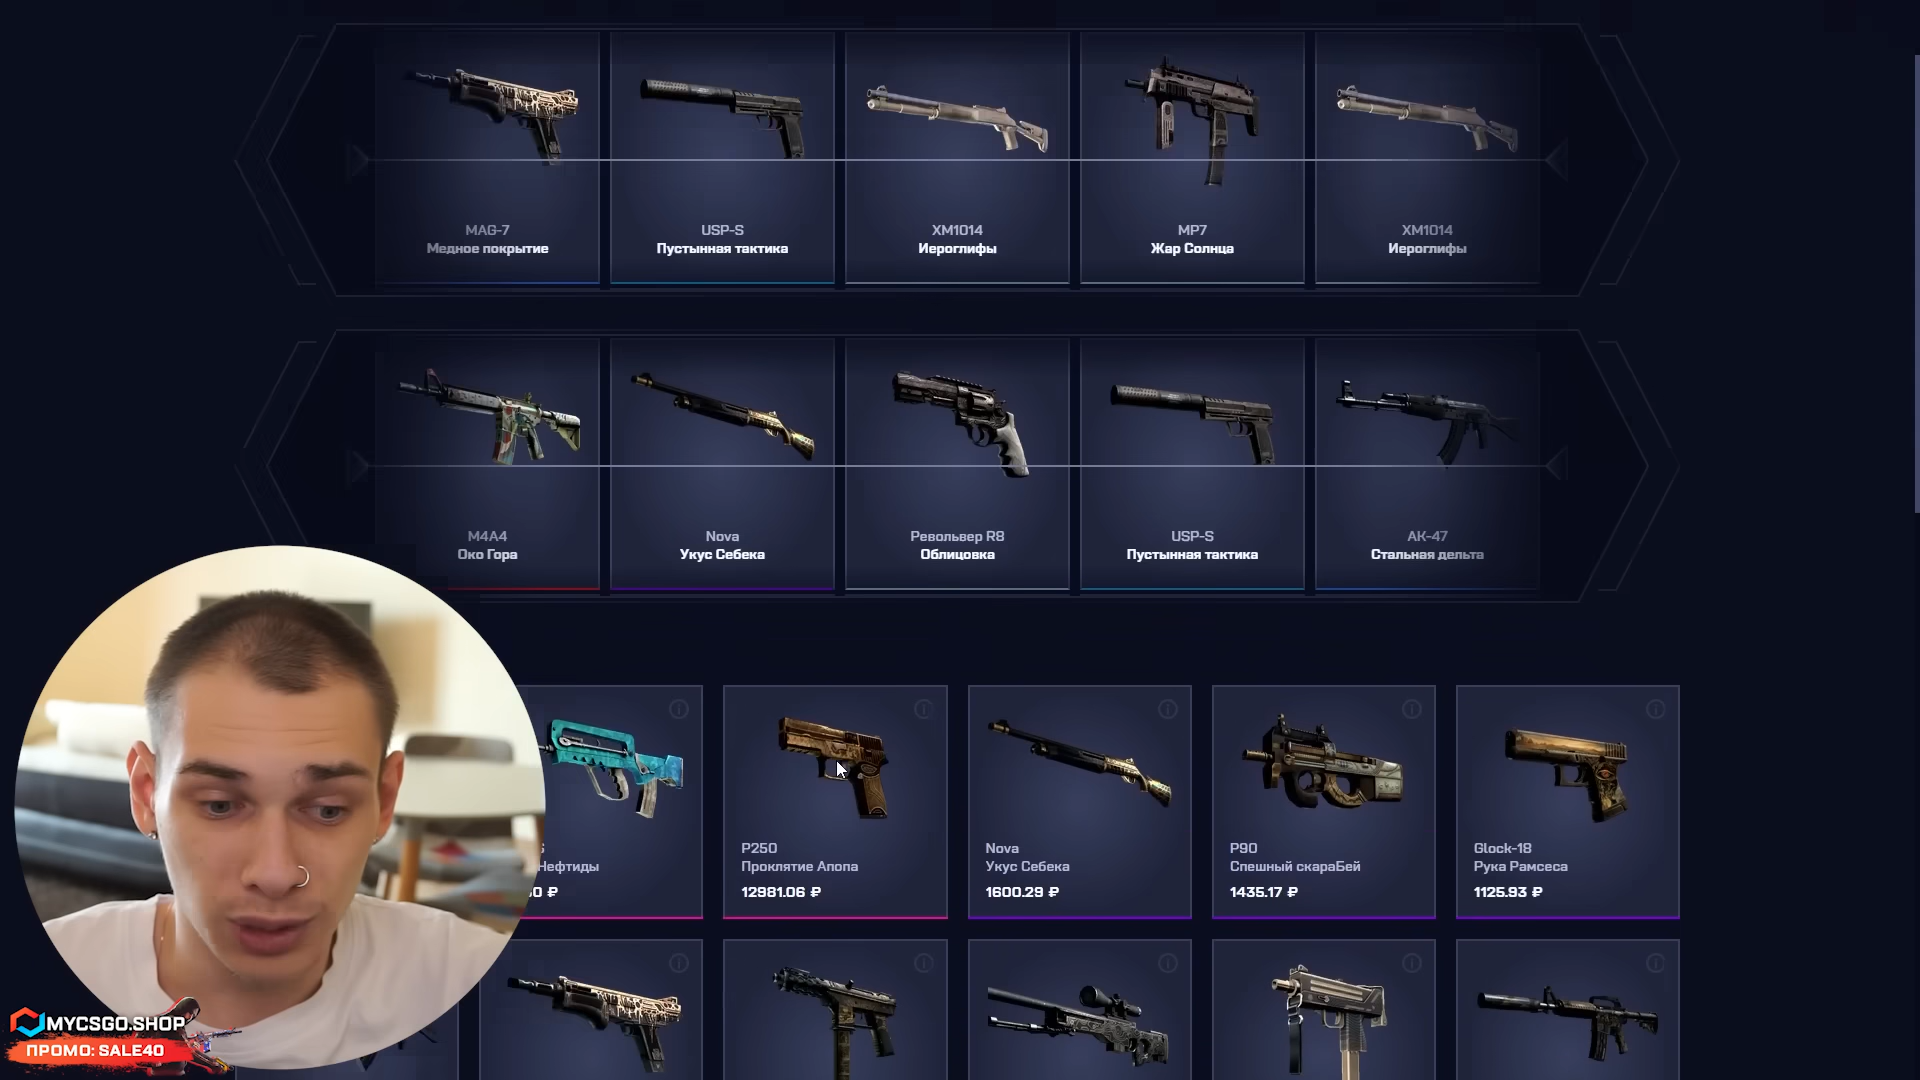 MAG-7
Медное покрытие
USP-S
Пустынная тактика
XM1014
Иероглифы
MP7
Жар Солнца
XM1014
Иероглифы
M4A4
Око Гора
Nova
Укус Себека
Револьвер R8
Облицовка
USP-S
Пустынная тактика
AK-47
Стальная дельта
Нефтиды
0 ₽
P250
Проклятие Апопа
12981.06 ₽
Nova
Укус Себека
1600.29 ₽
P90
Спешный скараБей
1435.17 ₽
Glock-18
Рука Рамсеса
1125.93 ₽
MYCSGO.SHOP
ПРОМО: SALE40